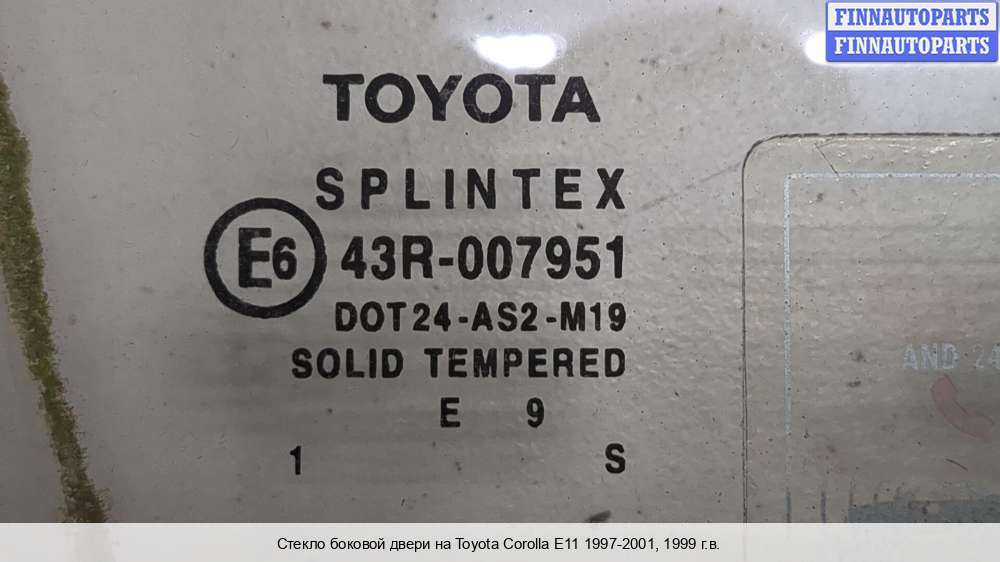 FINNAUTOPARTS
FINNAUTOPARTS
TOYOTA
SPLINTEX
E6 43R-007951
DOT24-AS2-M19
SOLID TEMPERED
E 9
1 S
AND 24
Стекло боковой двери на Toyota Corolla E11 1997-2001, 1999 г.в.